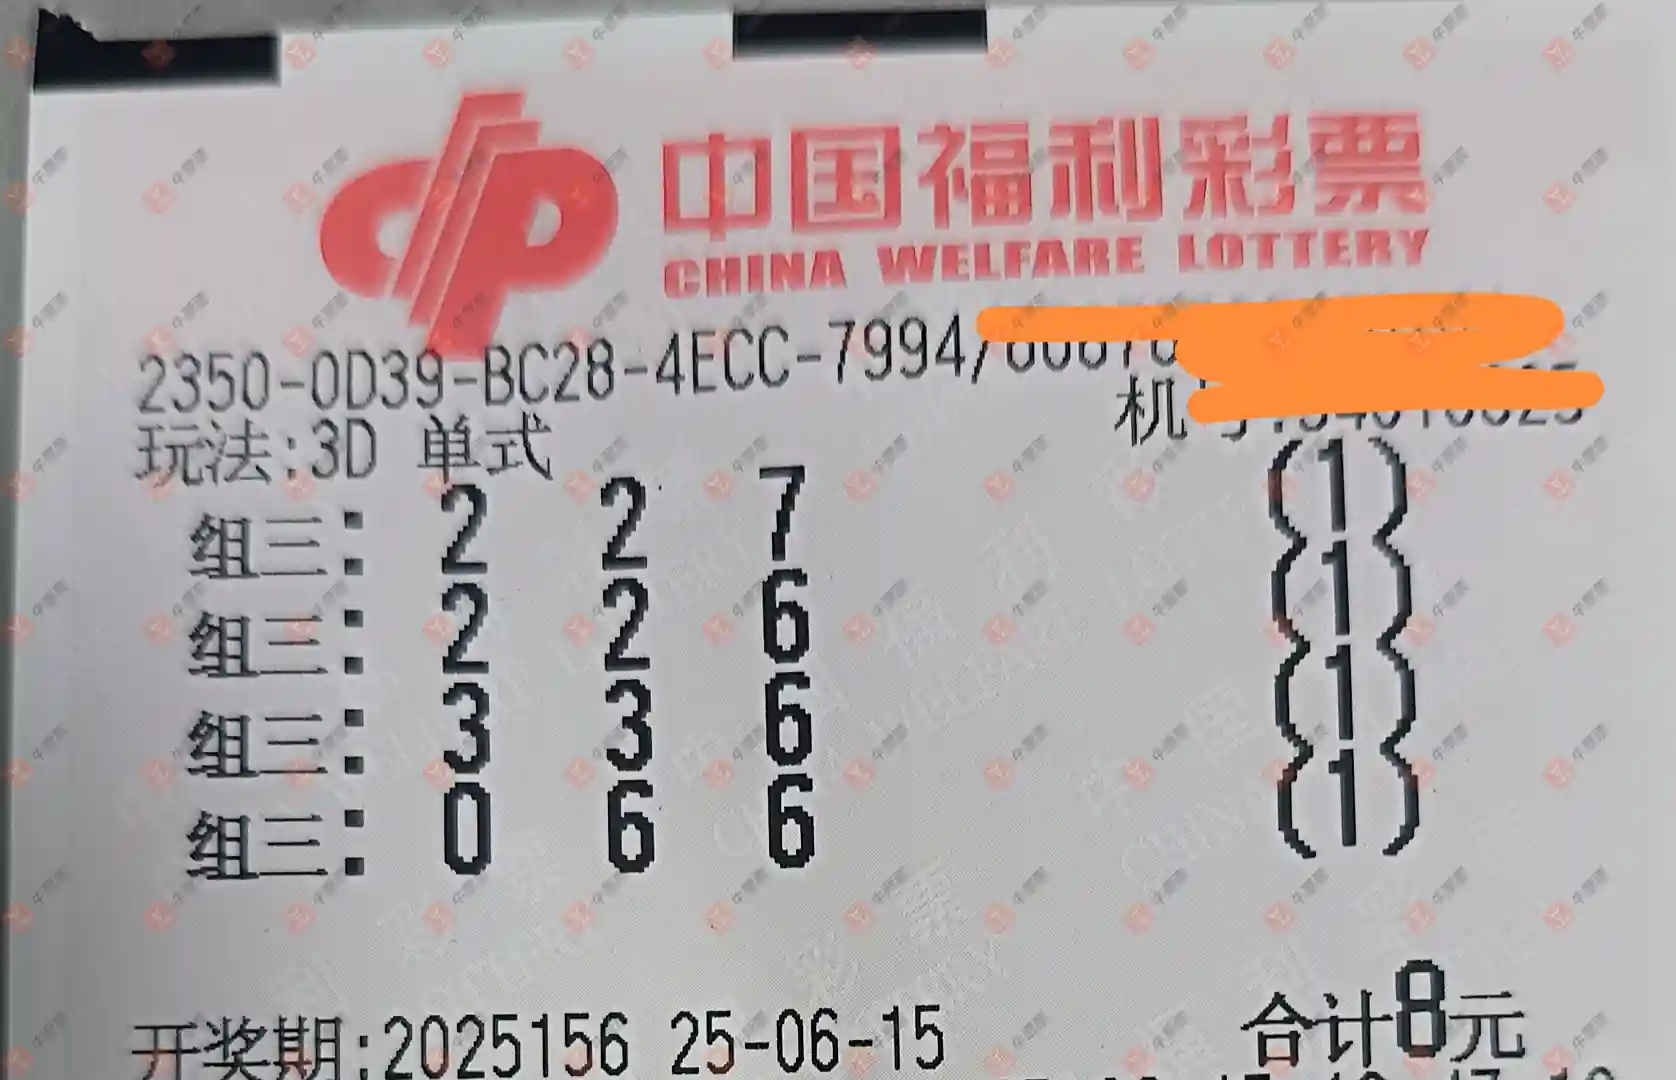 中国福利彩票
CHINA WELFARE LOTTERY
2350-0D39-BC28-4ECC-7994/
机
玩法:3D 单式
组三: 2 2 7 (1)
组三: 2 2 6 (1)
组三: 3 3 6 (1)
组三: 0 6 6 (1)
开奖期:2025156 25-06-15 合计8元